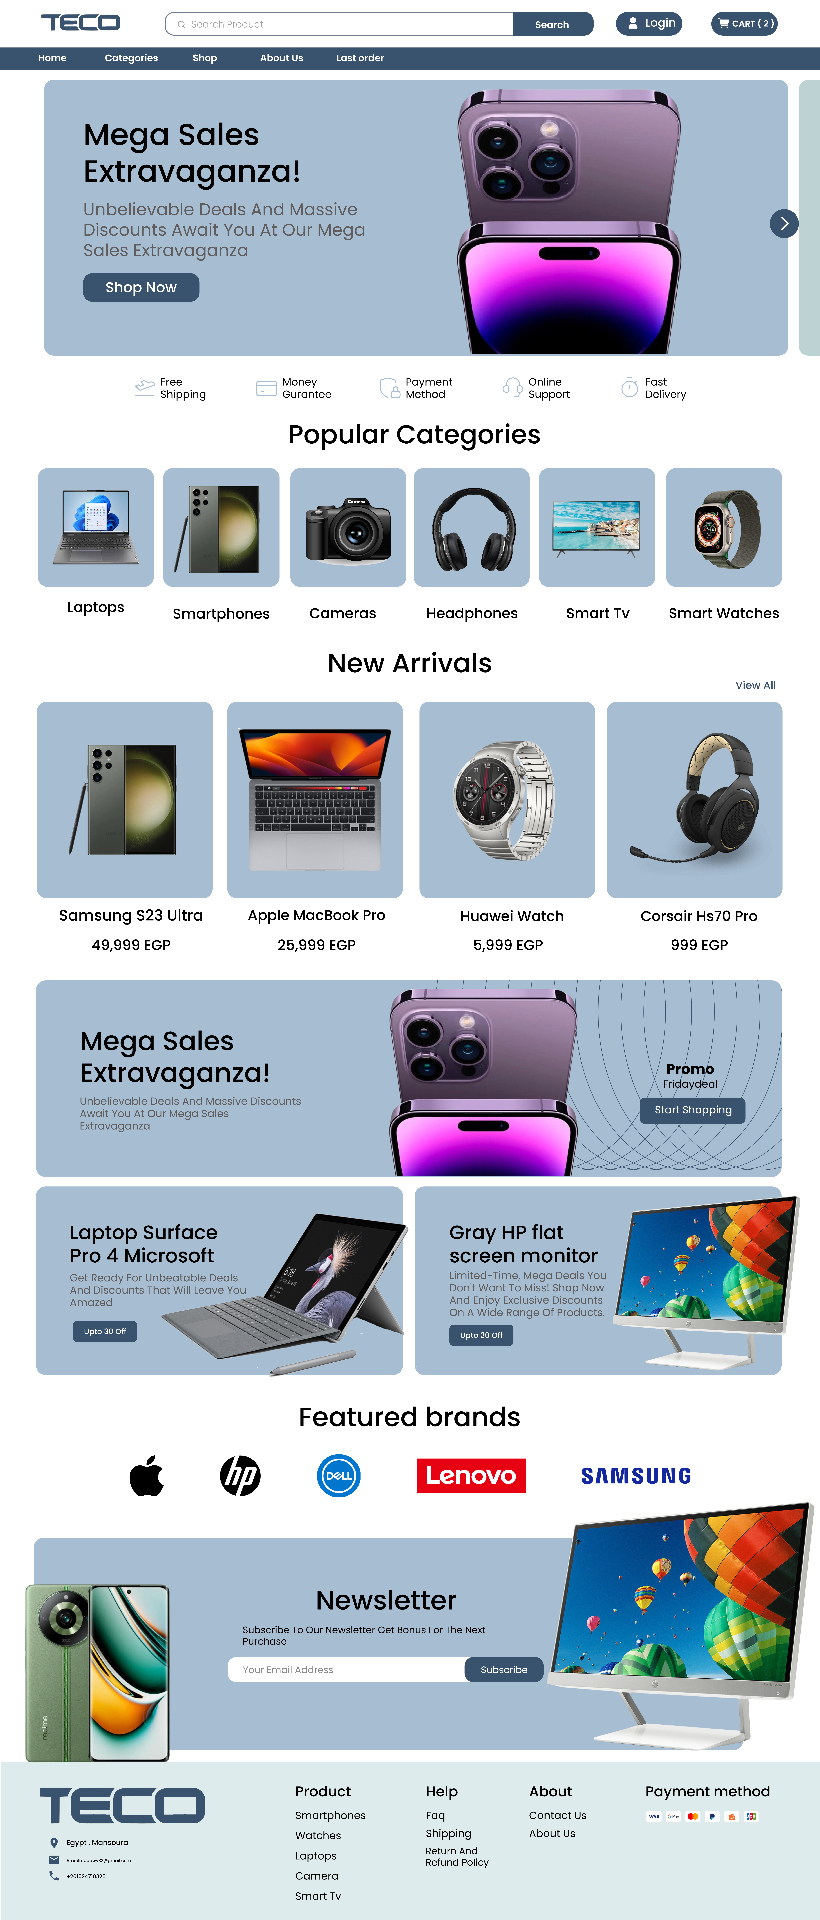 TECO
Search Product
Search
Login
CART ( 2 )
Home
Categories
Shop
About Us
Last order
Mega Sales
Extravaganza!
Unbelievable Deals And Massive
Discounts Await You At Our Mega
Sales Extravaganza
Shop Now
Free
Shipping
Money
Gurantee
Payment
Method
Online
Support
Fast
Delivery
Popular Categories
Laptops
Smartphones
Cameras
Headphones
Smart Tv
Smart Watches
New Arrivals
View All
Samsung S23 Ultra
Apple MacBook Pro
Huawei Watch
Corsair Hs70 Pro
49,999 EGP
25,999 EGP
5,999 EGP
999 EGP
Mega Sales
Extravaganza!
Unbelievable Deals And Massive Discounts
Await You At Our Mega Sales
Extravaganza
Promo
Fridaydeal
Start Shopping
Laptop Surface
Pro 4 Microsoft
Get Ready For Unbeatable Deals
And Discounts That Will Leave You
Amazed
Upto 30 Off
Gray HP flat
screen monitor
Limited-Time, Mega Deals You
Don't Want To Miss! Shop Now
And Enjoy Exclusive Discounts
On A Wide Range Of Products.
Upto 20 Off
Featured brands
hp
DELL
Lenovo
SAMSUNG
Newsletter
Subscribe To Our Newsletter Get Bonus For The Next
Purchase
Your Email Address
Subscribe
TECO
Egypt , Mansoura
Product
Smartphones
Watches
Laptops
Camera
Smart Tv
Help
Faq
Shipping
Return And
Refund Policy
About
Contact Us
About Us
Payment method
VISA